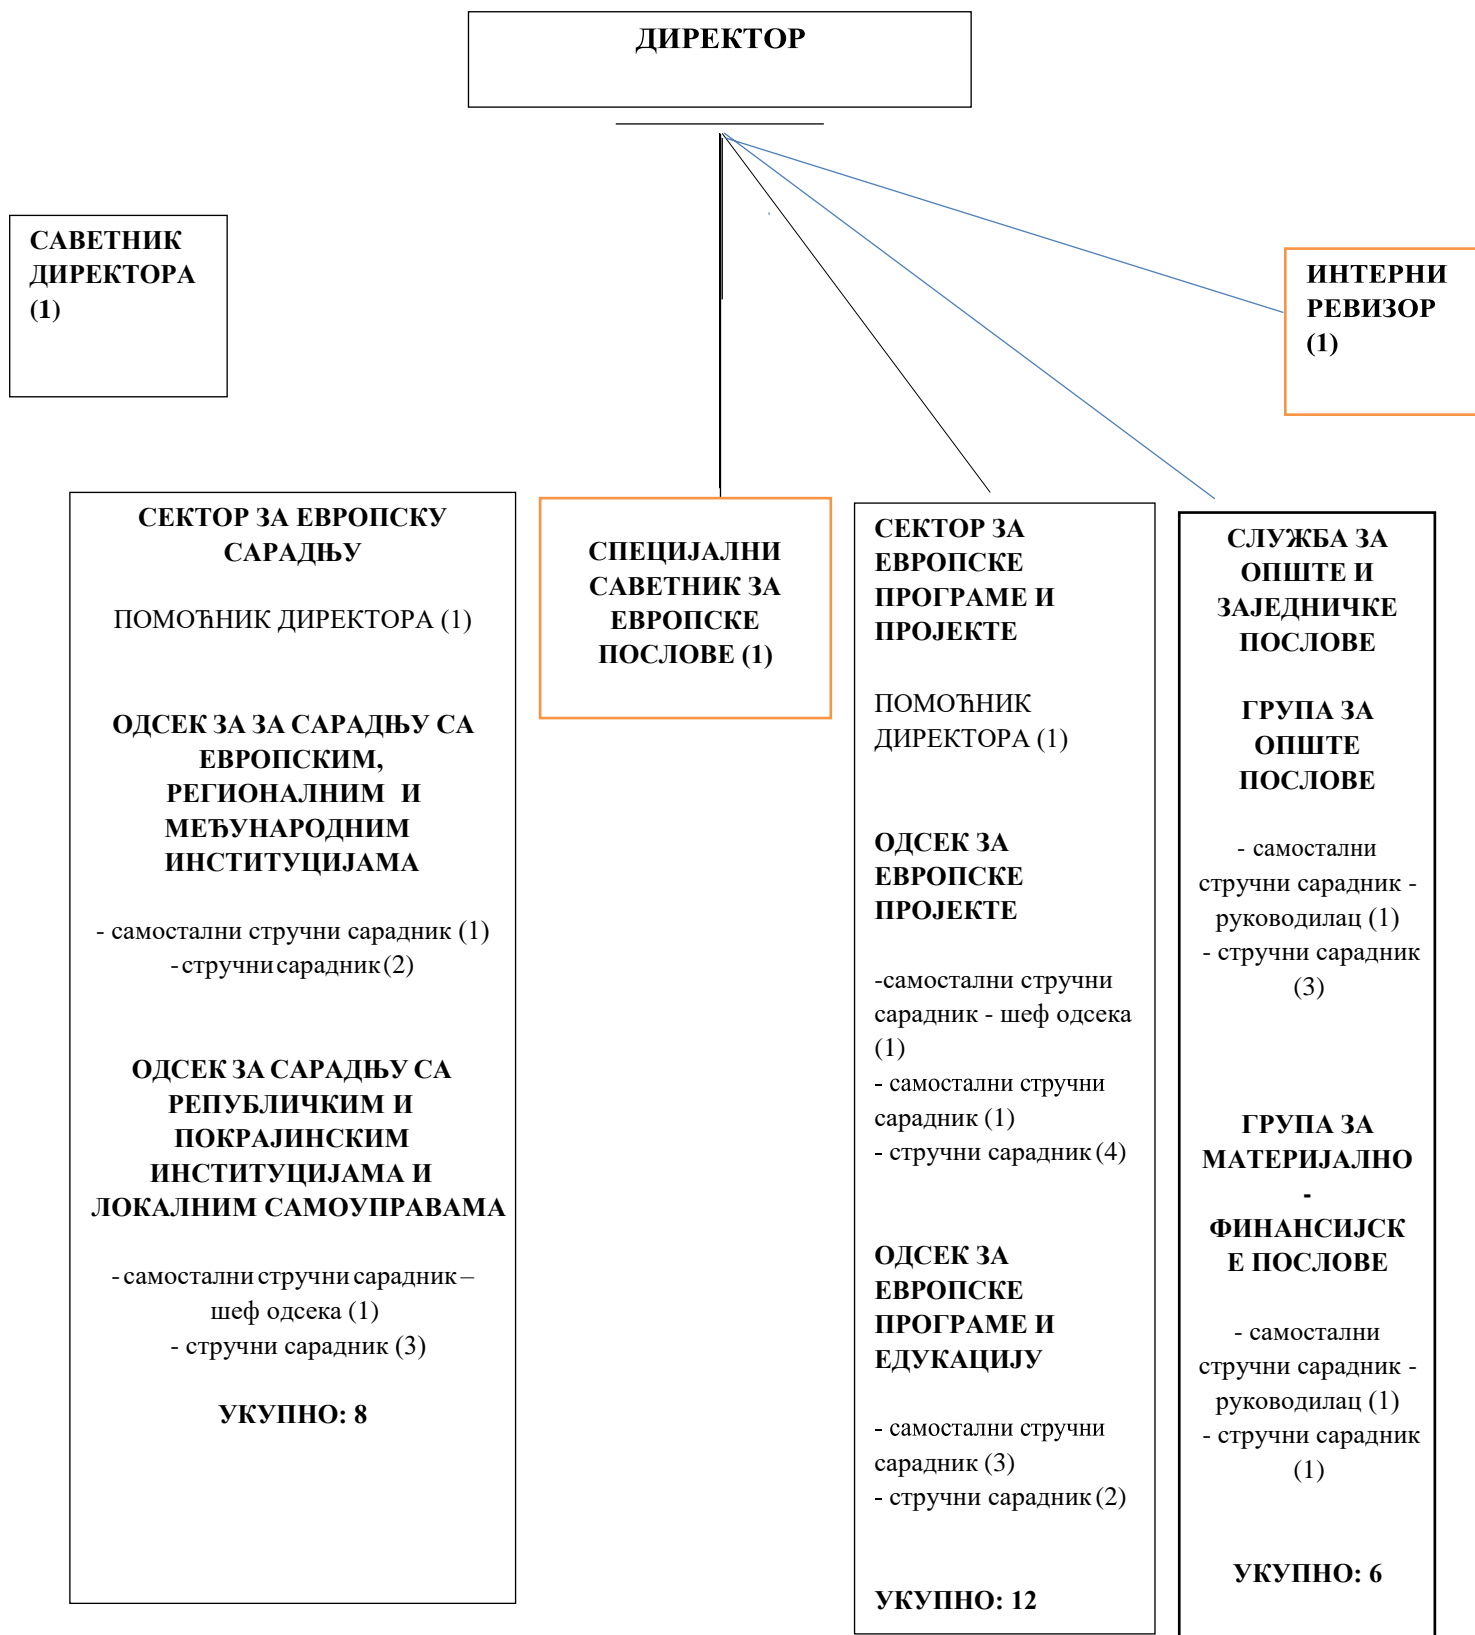 ДИРЕКТОР
САВЕТНИК
ДИРЕКТОРА
(1)
ИНТЕРНИ
РЕВИЗОР
(1)
СЕКТОР ЗА ЕВРОПСКУ
САРАДЊУ
ПОМОЋНИК ДИРЕКТОРА (1)
ОДСЕК ЗА ЗА САРАДЊУ СА
ЕВРОПСКИМ,
РЕГИОНАЛНИМ И
МЕЂУНАРОДНИМ
ИНСТИТУЦИЈАМА
- самостални стручни сарадник (1)
- стручни сарадник (2)
ОДСЕК ЗА САРАДЊУ СА
РЕПУБЛИЧКИМ И
ПОКРАЈИНСКИМ
ИНСТИТУЦИЈАМА И
ЛОКАЛНИМ САМОУПРАВАМА
- самостални стручни сарадник –
шеф одсека (1)
- стручни сарадник (3)
УКУПНО: 8
СПЕЦИЈАЛНИ
САВЕТНИК ЗА
ЕВРОПСКЕ
ПОСЛОВЕ (1)
СЕКТОР ЗА
ЕВРОПСКЕ
ПРОГРАМЕ И
ПРОЈЕКТЕ
ПОМОЋНИК
ДИРЕКТОРА (1)
ОДСЕК ЗА
ЕВРОПСКЕ
ПРОЈЕКТЕ
-самостални стручни
сарадник - шеф одсека
(1)
- самостални стручни
сарадник (1)
- стручни сарадник (4)
ОДСЕК ЗА
ЕВРОПСКЕ
ПРОГРАМЕ И
ЕДУКАЦИЈУ
- самостални стручни
сарадник (3)
- стручни сарадник (2)
УКУПНО: 12
СЛУЖБА ЗА
ОПШТЕ И
ЗАЈЕДНИЧКЕ
ПОСЛОВЕ
ГРУПА ЗА
ОПШТЕ
ПОСЛОВЕ
- самостални
стручни сарадник -
руководилац (1)
- стручни сарадник
(3)
ГРУПА ЗА
МАТЕРИЈАЛНО
-
ФИНАНСИЈСК
Е ПОСЛОВЕ
- самостални
стручни сарадник -
руководилац (1)
- стручни сарадник
(1)
УКУПНО: 6